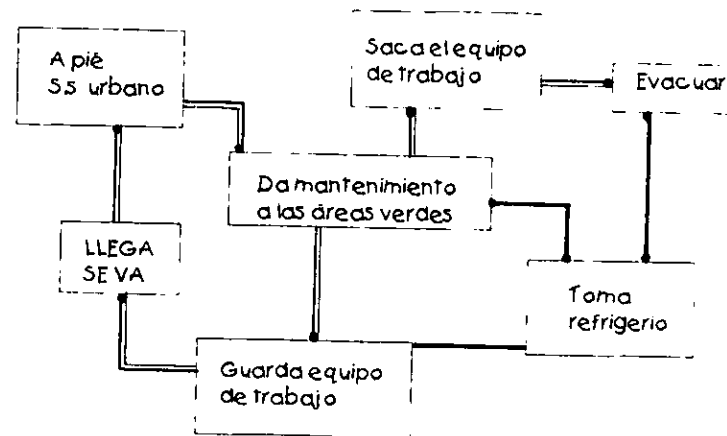 A pié
S.s urbano
Saca el equipo
de trabajo
Evacuar
Da mantenimiento
a las áreas verdes
LLEGA
SE VA
Toma
refrigerio
Guarda equipo
de trabajo